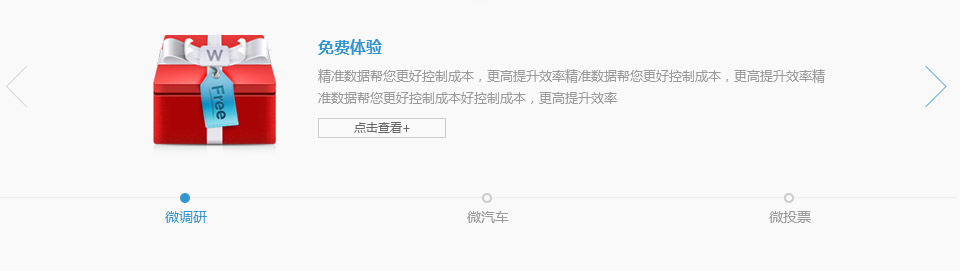 免费体验
W
Free
精准数据帮您更好控制成本，更高提升效率精准数据帮您更好控制成本，更高提升效率精
准数据帮您更好控制成本好控制成本，更高提升效率
点击查看+
微调研
微汽车
微投票